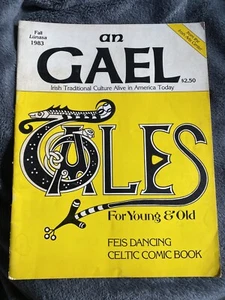 Fall
Lúnasa
1983
an
GAEL
$2.50
Irish Traditional Culture Alive in America Today
TALES
For Young & Old
FEIS DANCING
CELTIC COMIC BOOK